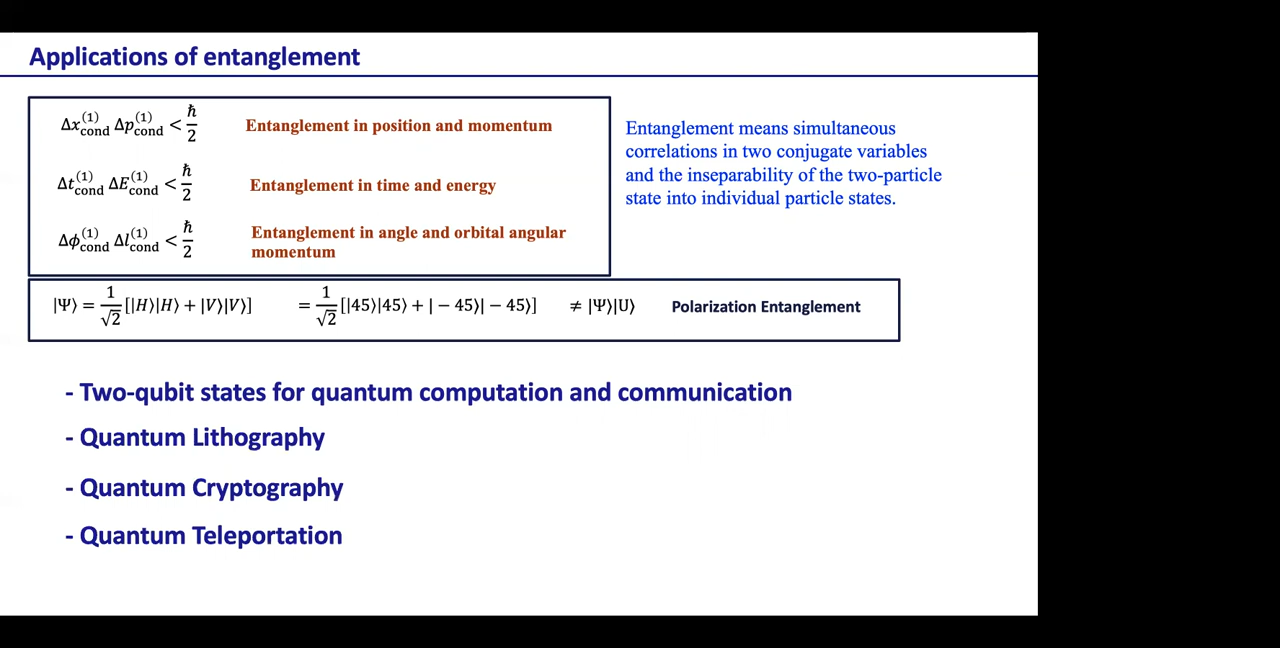 Applications of entanglement
Δx_cond^(1) Δp_cond^(1) < ℏ/2 Entanglement in position and momentum
Δt_cond^(1) ΔE_cond^(1) < ℏ/2 Entanglement in time and energy
Δϕ_cond^(1) Δl_cond^(1) < ℏ/2 Entanglement in angle and orbital angular
momentum
Entanglement means simultaneous
correlations in two conjugate variables
and the inseparability of the two-particle
state into individual particle states.
|Ψ⟩ = 1/√2 [|H⟩|H⟩ + |V⟩|V⟩] = 1/√2 [|45⟩|45⟩ + | − 45⟩| − 45⟩] ≠ |Ψ⟩|U⟩ Polarization Entanglement
- Two-qubit states for quantum computation and communication
- Quantum Lithography
- Quantum Cryptography
- Quantum Teleportation